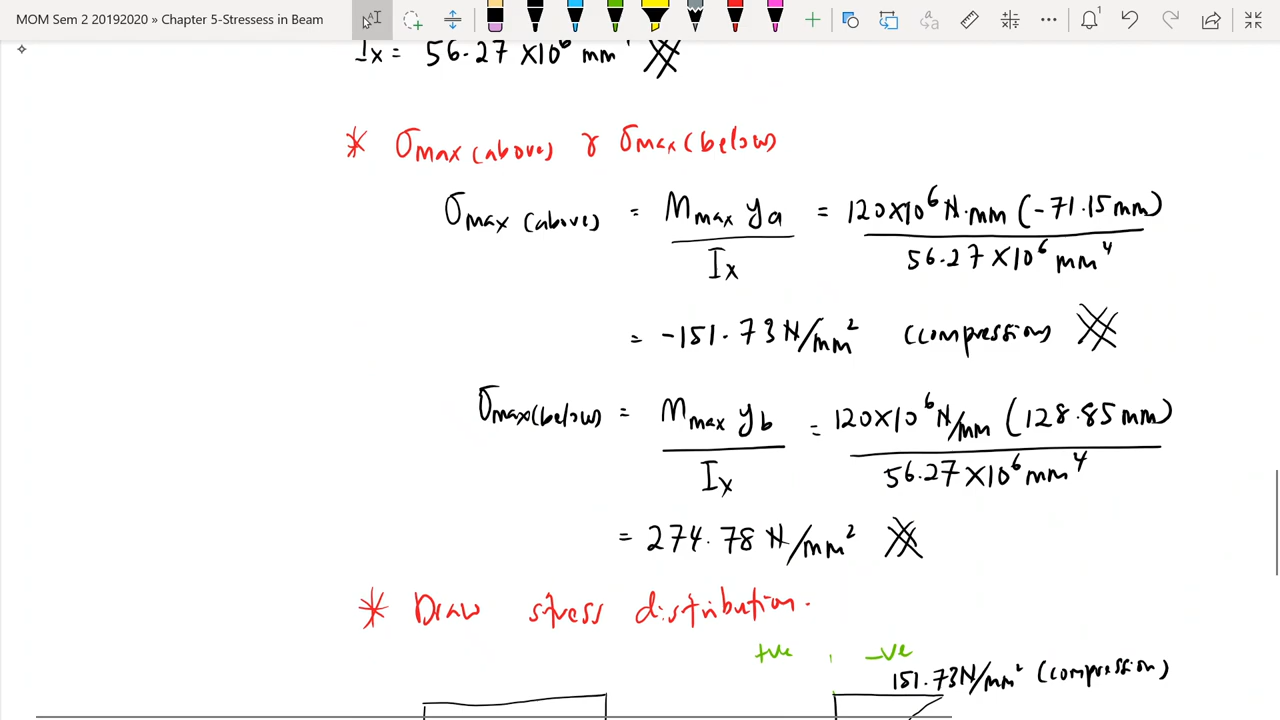 MOM Sem 2 20192020 » Chapter 5-Stressess in Beam
Ix = 56.27 X10⁶ mm⁴
* σmax (above) & σmax (below)
σmax (above) = Mmax ya / Ix = 120X10⁶ N.mm (-71.15mm) / 56.27 X10⁶ mm⁴
= -151.73 N/mm² (compression)
σmax (below) = Mmax yb / Ix = 120X10⁶ N/mm (128.85mm) / 56.27 X10⁶ mm⁴
= 274.78 N/mm²
* Draw stress distribution.
+ve -ve
151.73N/mm² (compression)